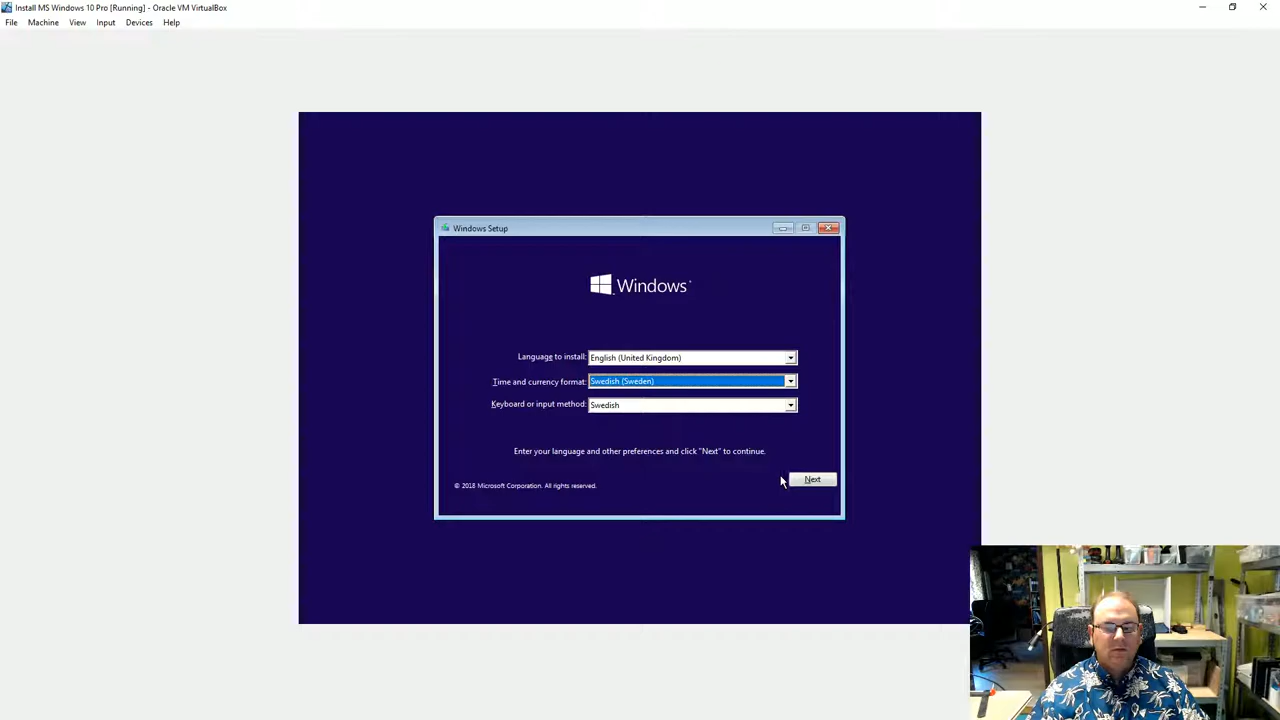 Install MS Windows 10 Pro [Running] - Oracle VM VirtualBox
File Machine View Input Devices Help
Windows Setup
Windows
Language to install: English (United Kingdom)
Time and currency format: Swedish (Sweden)
Keyboard or input method: Swedish
Enter your language and other preferences and click "Next" to continue.
© 2018 Microsoft Corporation. All rights reserved.
Next